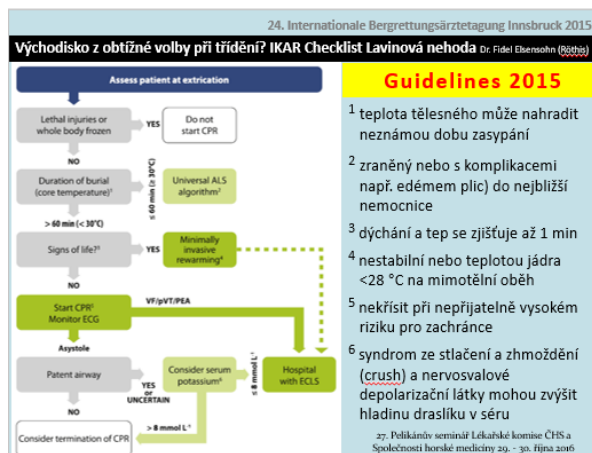 24. Internationale Bergrettungsärztetagung Innsbruck 2015
Východisko z obtížné volby při třídění? IKAR Checklist Lavinová nehoda Dr. Fidel Elsensohn (Röthis)
Assess patient at extrication
Lethal injuries or
whole body frozen
YES
Do not
start CPR
NO
Duration of burial
(core temperature)¹
≤ 60 min (≥ 30°C)
Universal ALS
algorithm²
> 60 min (< 30°C)
Signs of life?³
YES
Minimally
invasive
rewarming⁴
NO
Start CPR⁵
Monitor ECG
VF/pVT/PEA
Asystole
Patent airway
YES
or
UNCERTAIN
Consider serum
potassium⁶
≤ 8 mmol L⁻¹
Hospital
with ECLS
NO
> 8 mmol L⁻¹
Consider termination of CPR
Guidelines 2015
¹ teplota tělesného může nahradit
neznámou dobu zasypání
² zraněný nebo s komplikacemi
např. edémem plic) do nejbližší
nemocnice
³ dýchání a tep se zjišťuje až 1 min
⁴ nestabilní nebo teplotou jádra
<28 °C na mimotělní oběh
⁵ nekřísit při nepřijatelně vysokém
riziku pro zachránce
⁶ syndrom ze stlačení a zhmoždění
(crush) a nervosvalové
depolarizační látky mohou zvýšit
hladinu draslíku v séru
27. Pelikánův seminář Lékařské komise ČHS a
Společnosti horské medicíny 29. - 30. října 2016